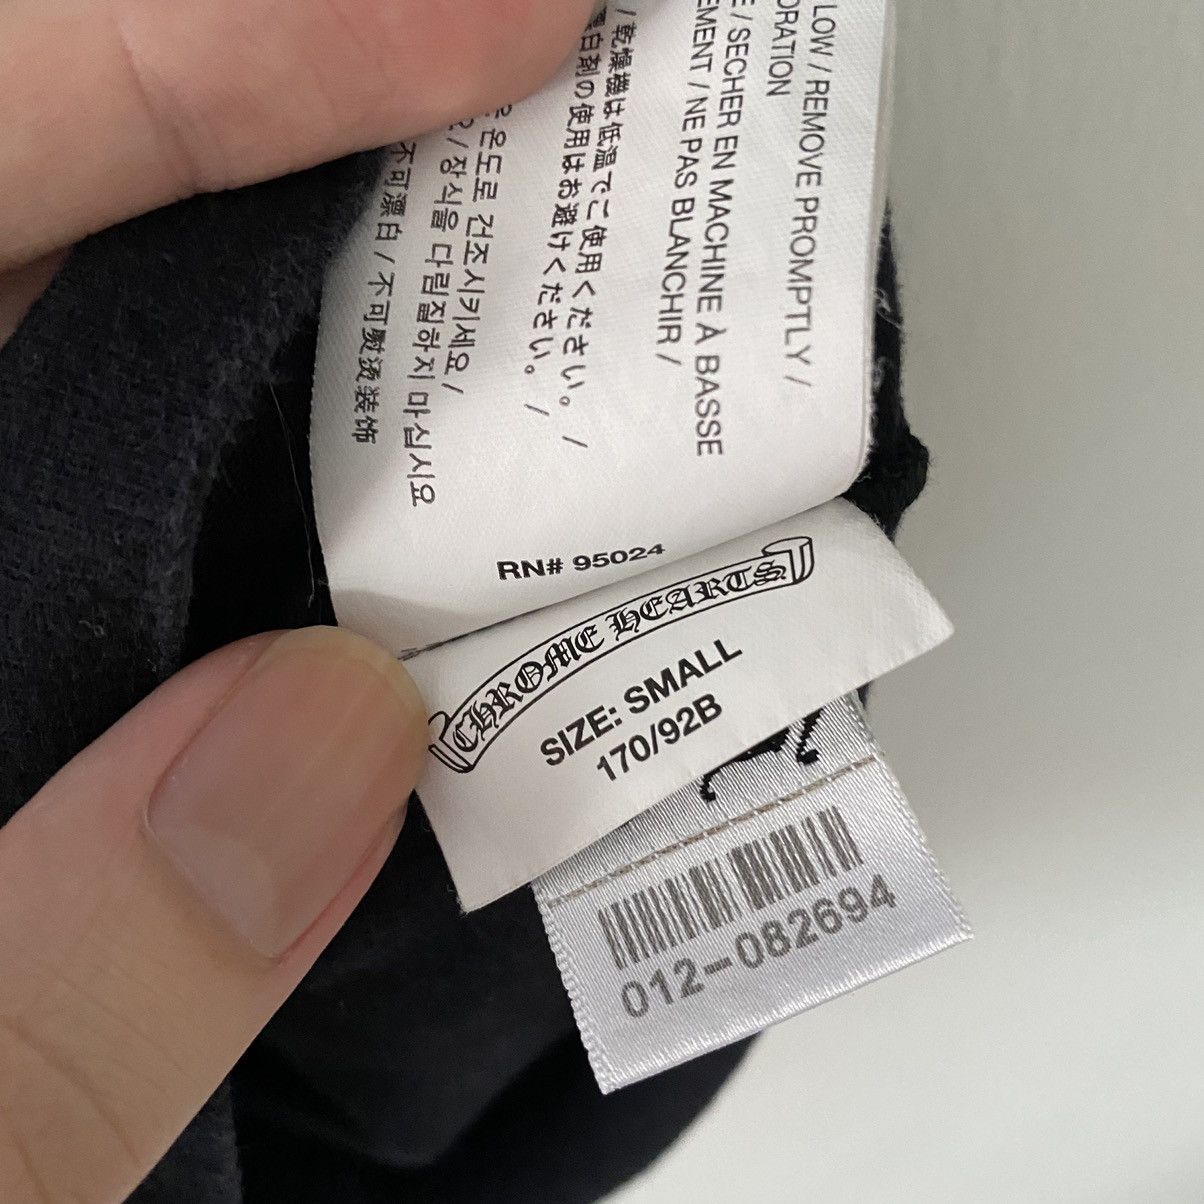 LOW / REMOVE PROMPTLY /
ORATION
/ SECHER EN MACHINE À BASSE
EMENT / NE PAS BLANCHIR /
/ 乾燥機は低温でご使用ください。 /
白剤の使用はお避けください。 /
온도로 건조시키세요 /
/ 장식을 다림질하지 마십시요
不可漂白 / 不可熨烫装饰
RN# 95024
CHROME HEARTS
SIZE: SMALL
170/92B
012-082694